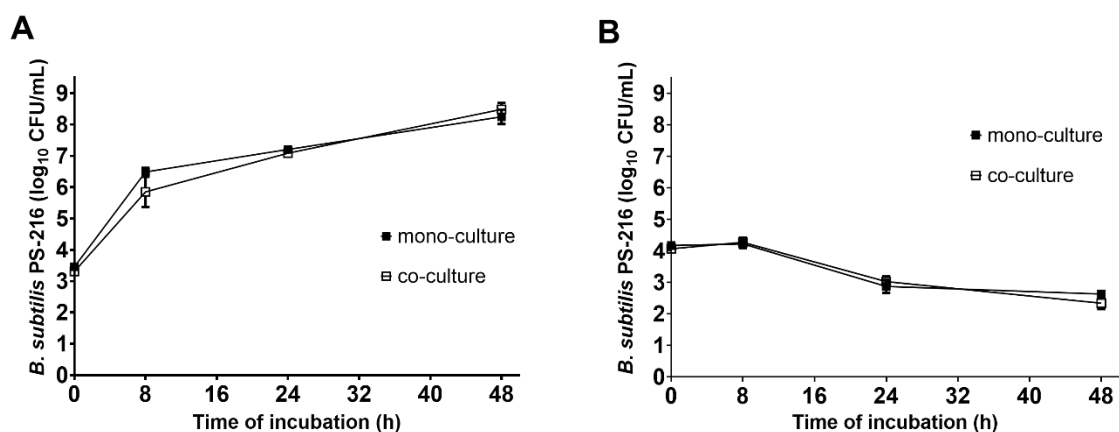 A
B. subtilis PS-216 (log₁₀ CFU/mL)
9
8
7
6
5
4
3
2
1
0
mono-culture
co-culture
0 8 16 24 32 40 48
Time of incubation (h)
B
B. subtilis PS-216 (log₁₀ CFU/mL)
9
8
7
6
5
4
3
2
1
0
mono-culture
co-culture
0 8 16 24 32 40 48
Time of incubation (h)